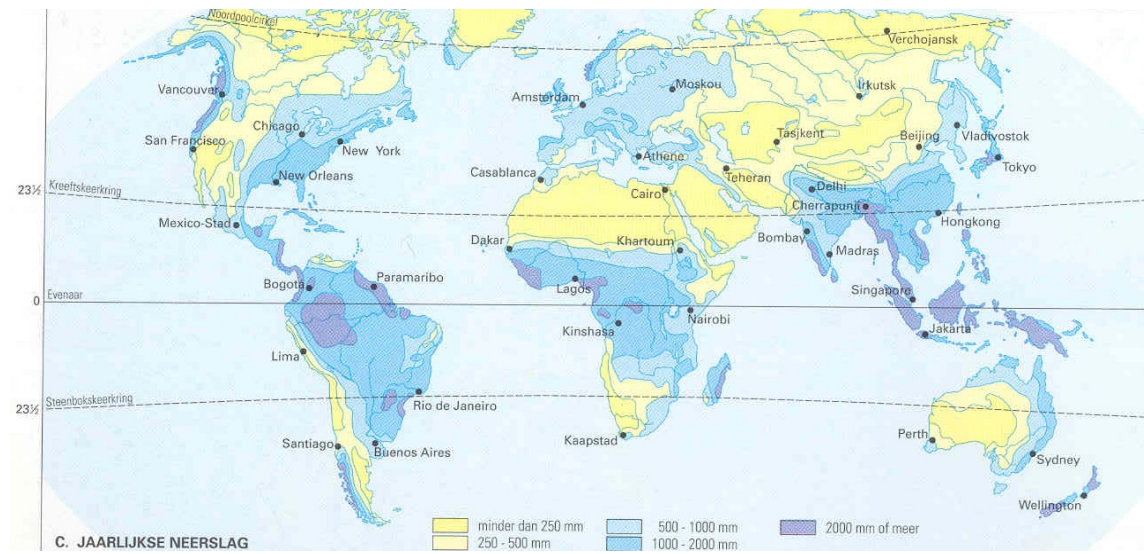 Noordpoolcirkel
Verchojansk
Vancouver
Moskou
Irkutsk
Amsterdam
Chicago
San Francisco
New York
Tasjkent
Beijing
Vladivostok
Athene
Tokyo
New Orleans
Casablanca
Teheran
23½
Kreeftskeerkring
Cairo
Delhi
Cherrapunji
Mexico-Stad
Hongkong
Dakar
Khartoum
Bombay
Madras
Bogotá
Paramaribo
Lagos
Singapore
0
Evenaar
Kinshasa
Nairobi
Jakarta
Lima
23½
Steenbokskeerkring
Rio de Janeiro
Santiago
Buenos Aires
Kaapstad
Perth
Sydney
Wellington
C. JAARLIJKSE NEERSLAG
minder dan 250 mm
250 - 500 mm
500 - 1000 mm
1000 - 2000 mm
2000 mm of meer